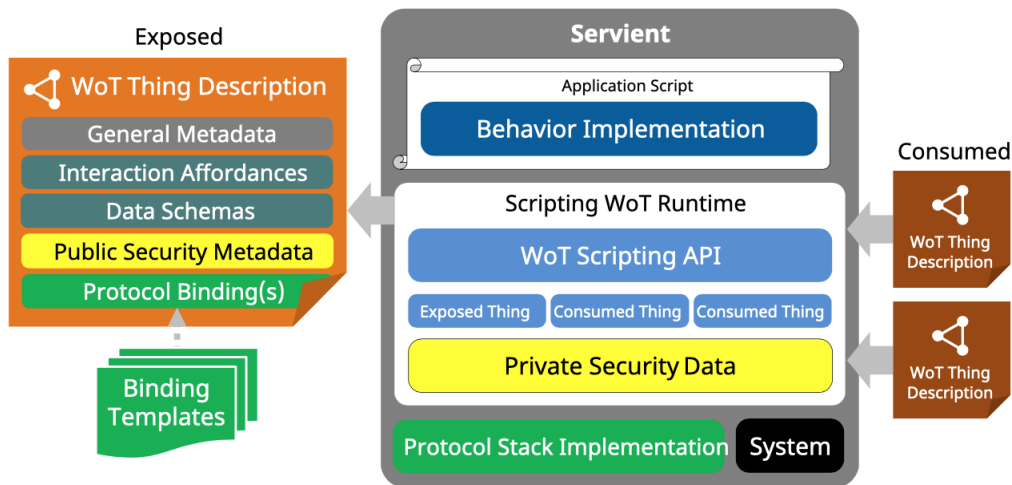 Exposed
WoT Thing Description
General Metadata
Interaction Affordances
Data Schemas
Public Security Metadata
Protocol Binding(s)
Binding
Templates
Servient
Application Script
Behavior Implementation
Scripting WoT Runtime
WoT Scripting API
Exposed Thing
Consumed Thing
Consumed Thing
Private Security Data
Protocol Stack Implementation
System
Consumed
WoT Thing
Description
WoT Thing
Description